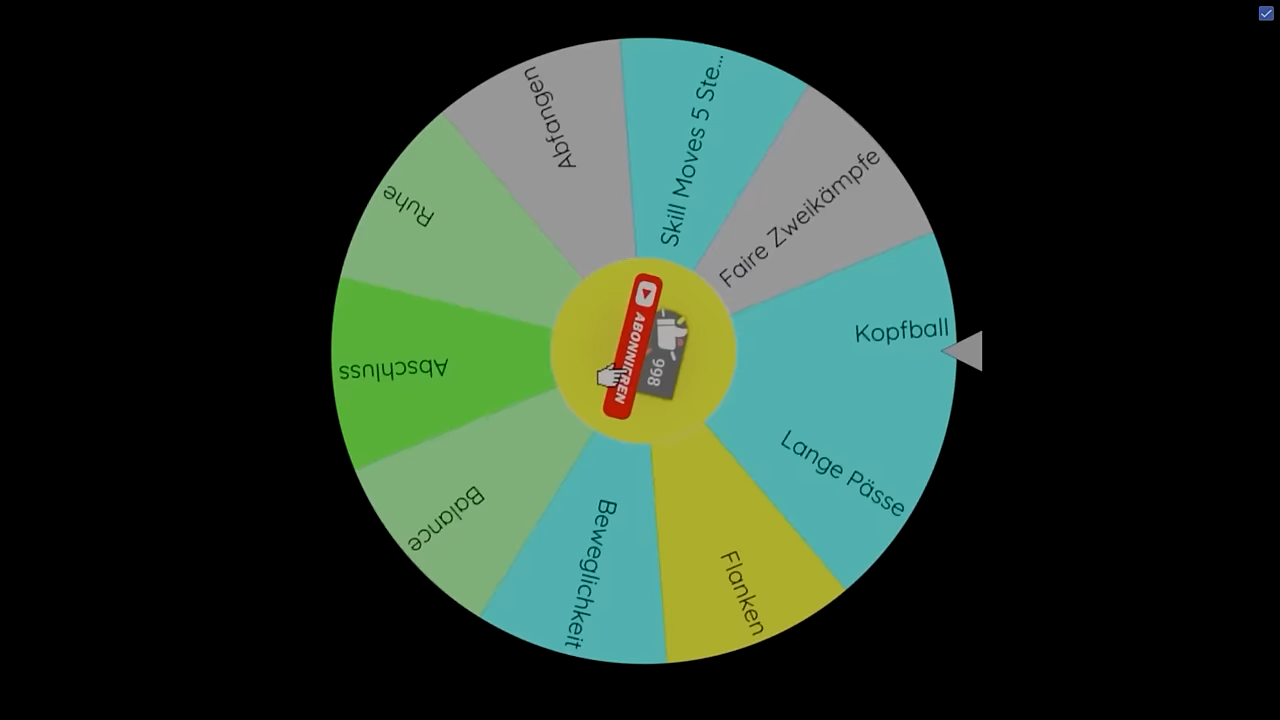 Skill Moves 5 Ste...
Faire Zweikämpfe
Kopfball
Lange Pässe
Flanken
Beweglichkeit
Balance
Abschluss
Ruhe
Abfangen
ABONNIEREN
998